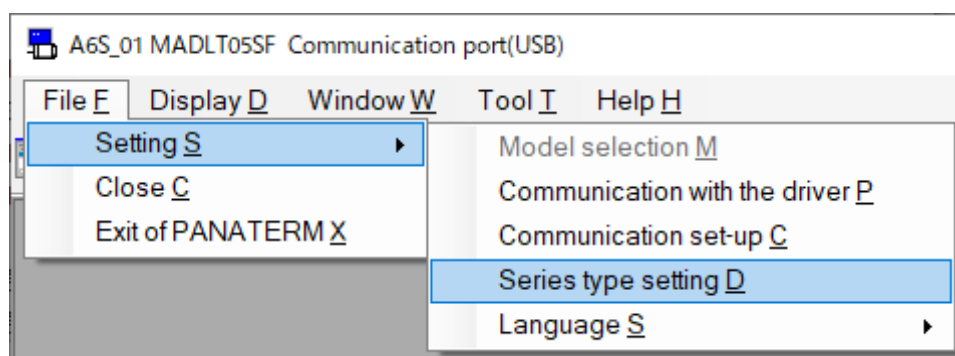 A6S_01 MADLT05SF Communication port(USB)
File F Display D Window W Tool T Help H
Setting S
Close C
Exit of PANATERM X
Model selection M
Communication with the driver P
Communication set-up C
Series type setting D
Language S